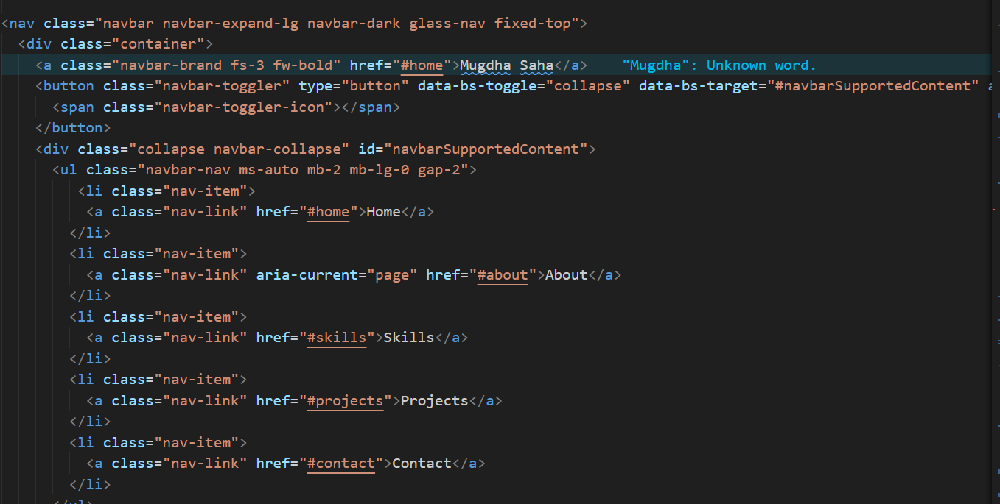 <nav class="navbar navbar-expand-lg navbar-dark glass-nav fixed-top">
<div class="container">
<a class="navbar-brand fs-3 fw-bold" href="#home">Mugdha Saha</a> "Mugdha": Unknown word.
<button class="navbar-toggler" type="button" data-bs-toggle="collapse" data-bs-target="#navbarSupportedContent"
<span class="navbar-toggler-icon"></span>
</button>
<div class="collapse navbar-collapse" id="navbarSupportedContent">
<ul class="navbar-nav ms-auto mb-2 mb-lg-0 gap-2">
<li class="nav-item">
<a class="nav-link" href="#home">Home</a>
</li>
<li class="nav-item">
<a class="nav-link" aria-current="page" href="#about">About</a>
</li>
<li class="nav-item">
<a class="nav-link" href="#skills">Skills</a>
</li>
<li class="nav-item">
<a class="nav-link" href="#projects">Projects</a>
</li>
<li class="nav-item">
<a class="nav-link" href="#contact">Contact</a>
</li>